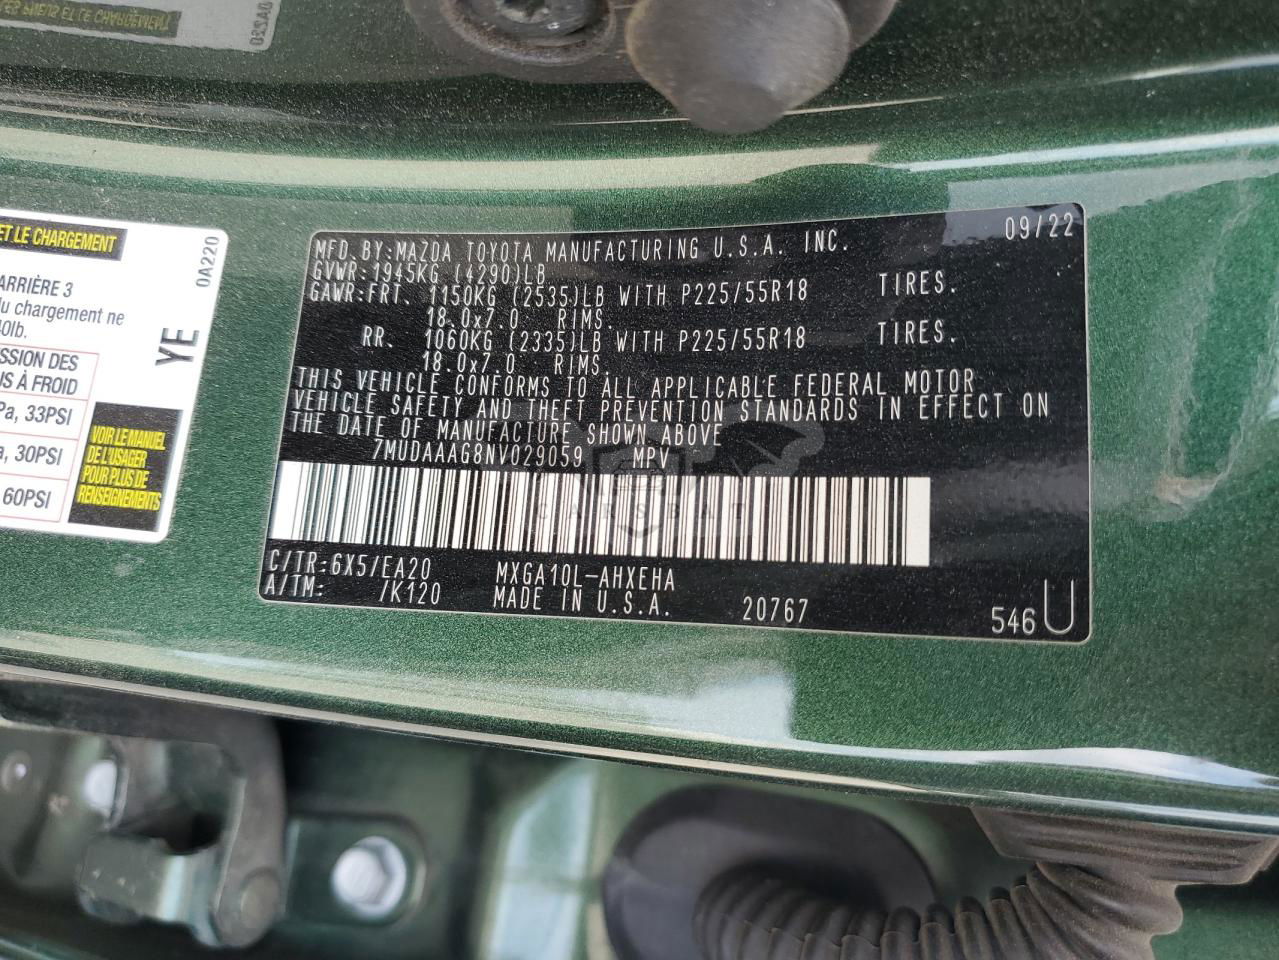 ET LE CHARGEMENT
0A220
ARRIÈRE 3
du chargement ne
YE
SSION DES
NS À FROID
Pa, 33PSI
a, 30PSI
60PSI
VOIR LE MANUEL
DE L'USAGER
POUR PLUS DE
RENSEIGNEMENTS
09/22
MFD.BY:MAZDA TOYOTA MANUFACTURING U.S.A. INC.
GVWR:1945KG (4290)LB
GAWR:FRT. 1150KG (2535)LB WITH P225/55R18 TIRES.
18.0x7.0 RIMS.
RR. 1060KG (2335)LB WITH P225/55R18 TIRES.
18.0x7.0 RIMS.
THIS VEHICLE CONFORMS TO ALL APPLICABLE FEDERAL MOTOR
VEHICLE SAFETY AND THEFT PREVENTION STANDARDS IN EFFECT ON
THE DATE OF MANUFACTURE SHOWN ABOVE
7MUDAAAG8NV029059 MPV
C/TR:6X5/EA20 MXGA10L-AHXEHA
A/TM: /K120 MADE IN U.S.A. 20767 546 U